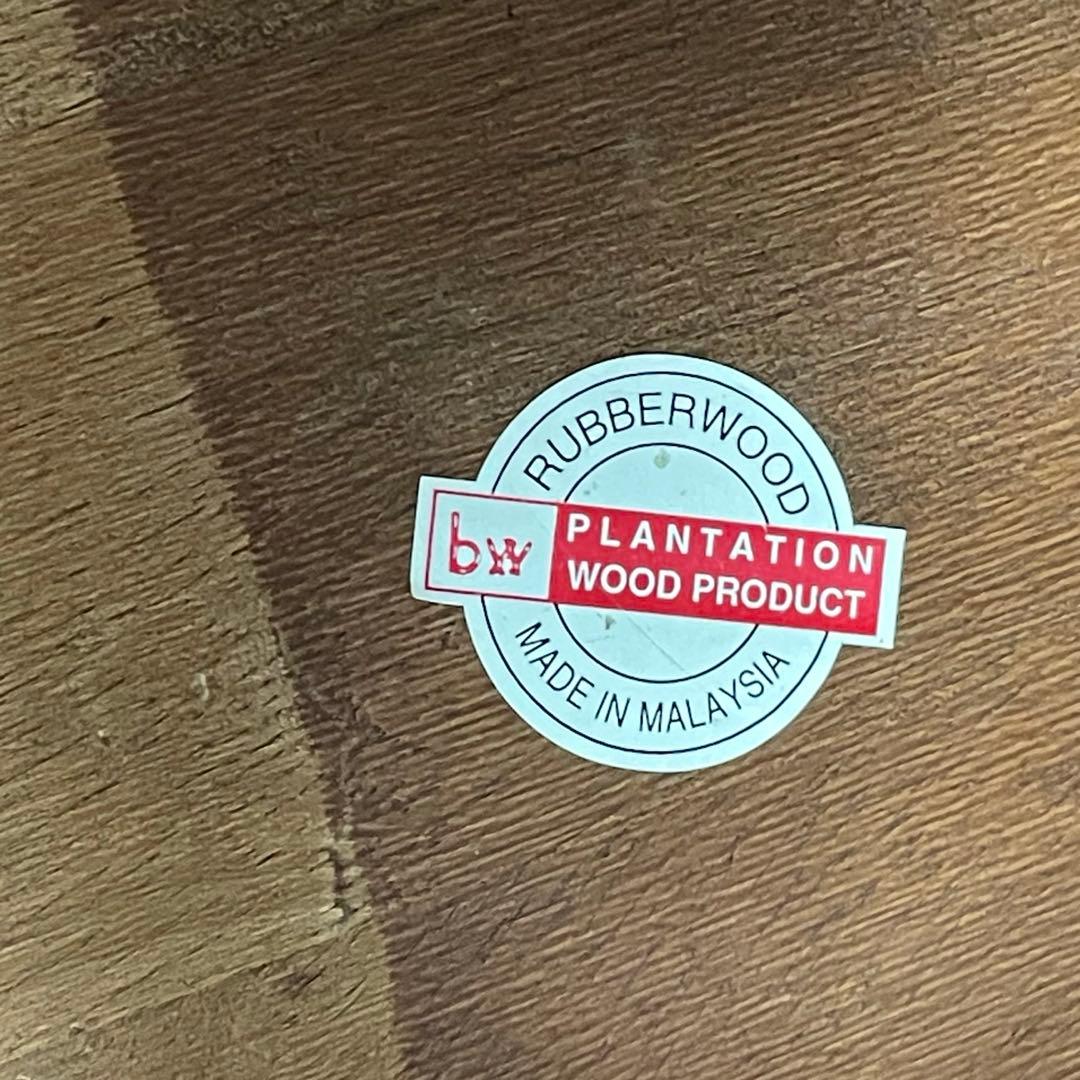 RUBBERWOOD
bw
PLANTATION
WOOD PRODUCT
MADE IN MALAYSIA